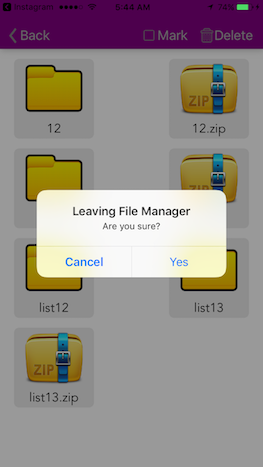 Instagram 5:44 AM 74%
Back Mark Delete
12 12.zip
ZIP
Leaving File Manager
Are you sure?
Cancel Yes
list12 list13
ZIP
list13.zip